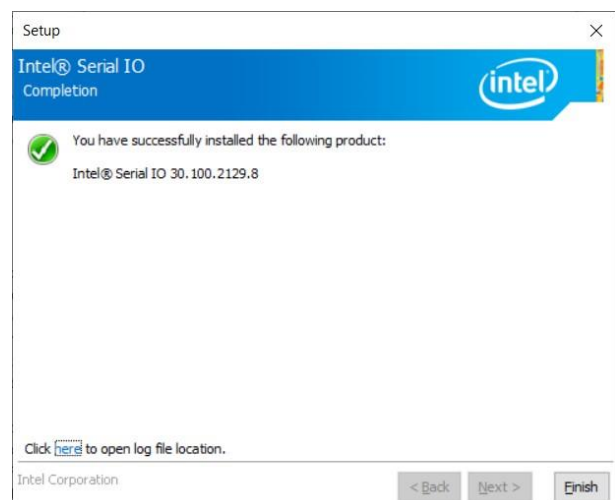 Setup
Intel® Serial IO
Completion
intel
You have successfully installed the following product:
Intel® Serial IO 30.100.2129.8
Click here to open log file location.
Intel Corporation
< Back Next > Finish